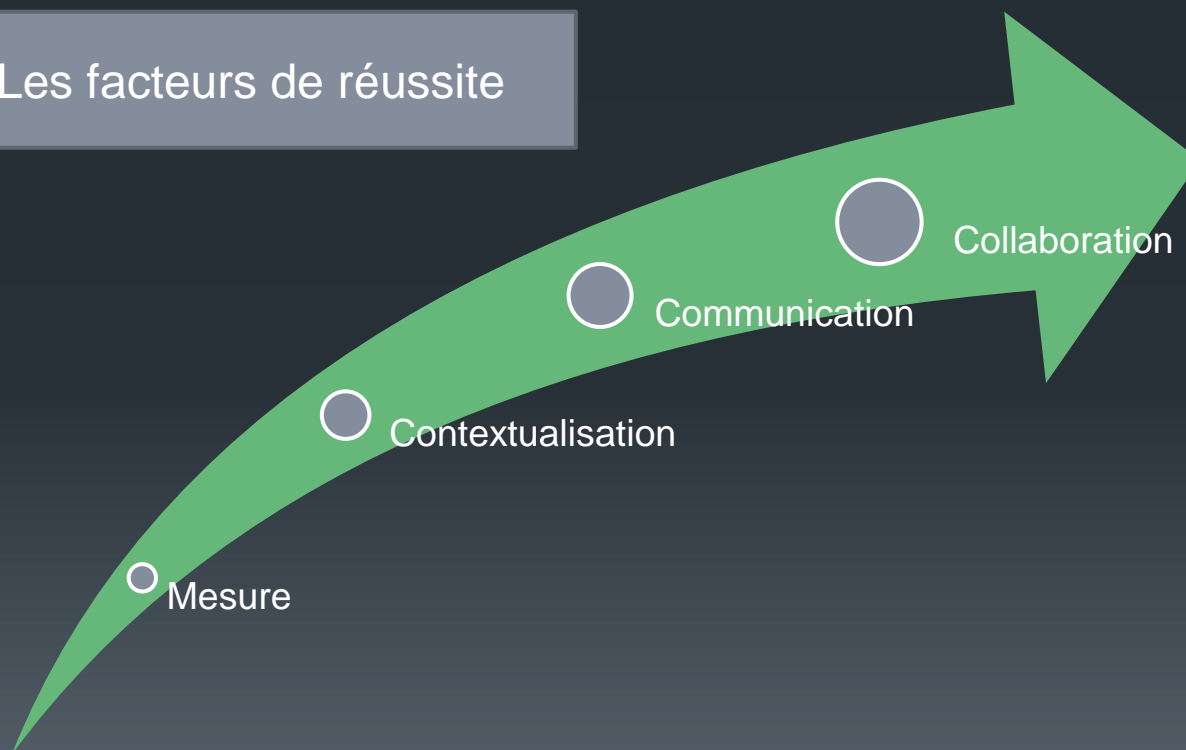 Les facteurs de réussite
Collaboration
Communication
Contextualisation
Mesure